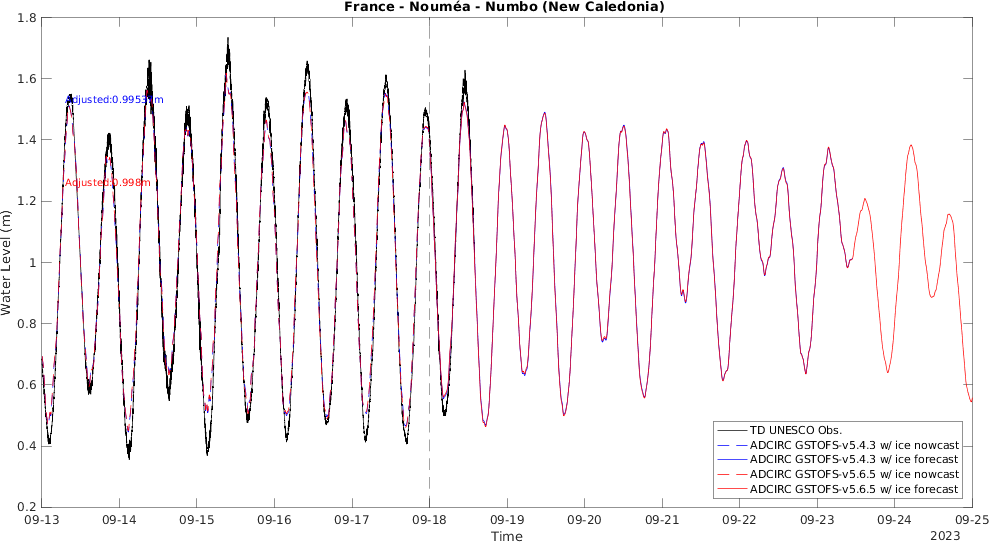 France - Nouméa - Numbo (New Caledonia)
1.8
1.6
1.4
1.2
1
0.8
0.6
0.4
0.2
Water Level (m)
Adjusted:0.9953m
Adjusted:0.998m
TD UNESCO Obs.
ADCIRC GSTOFS-v5.4.3 w/ ice nowcast
ADCIRC GSTOFS-v5.4.3 w/ ice forecast
ADCIRC GSTOFS-v5.6.5 w/ ice nowcast
ADCIRC GSTOFS-v5.6.5 w/ ice forecast
09-13 09-14 09-15 09-16 09-17 09-18 09-19 09-20 09-21 09-22 09-23 09-24 09-25
Time
2023